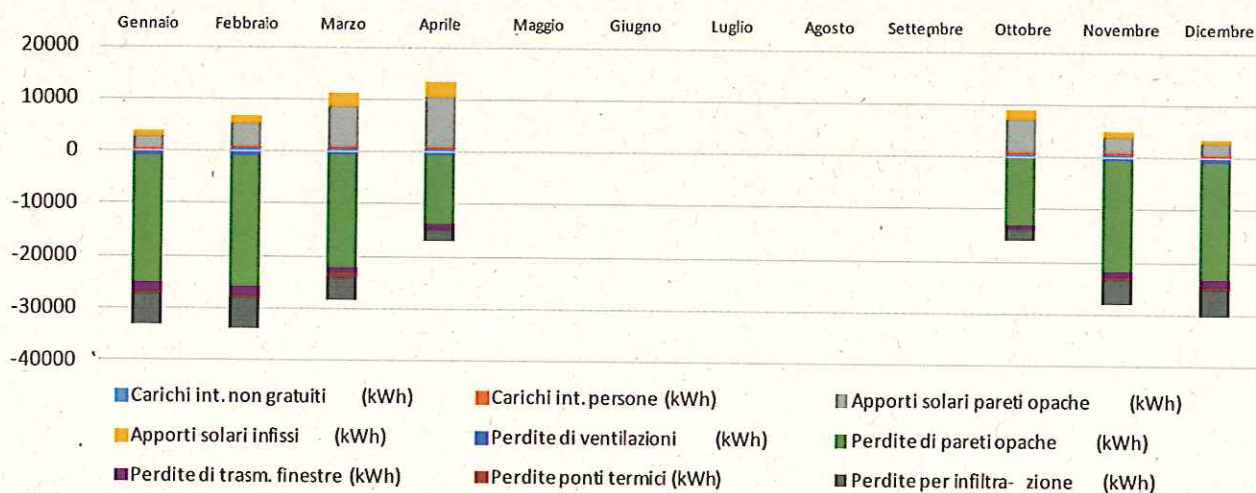 Gennaio Febbraio Marzo Aprile Maggio Giugno Luglio Agosto Settembre Ottobre Novembre Dicembre
20000
10000
0
-10000
-20000
-30000
-40000
Carichi int. non gratuiti (kWh) Carichi int. persone (kWh) Apporti solari pareti opache (kWh)
Apporti solari infissi (kWh) Perdite di ventilazioni (kWh) Perdite di pareti opache (kWh)
Perdite di trasm. finestre (kWh) Perdite ponti termici (kWh) Perdite per infiltra- zione (kWh)